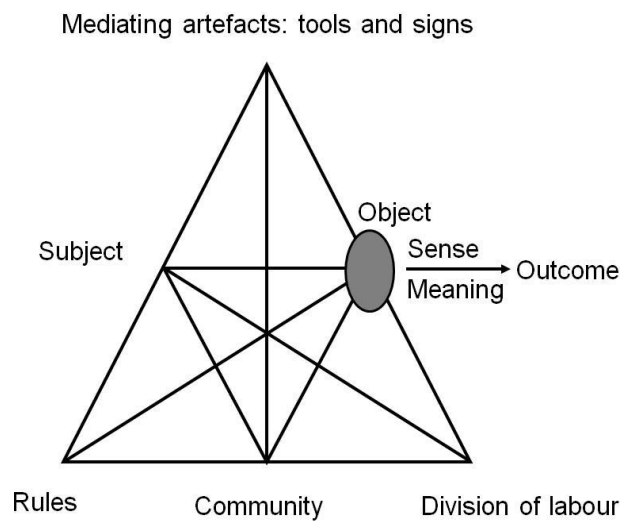 Mediating artefacts: tools and signs
Object
Subject
Sense
Meaning
Outcome
Rules
Community
Division of labour